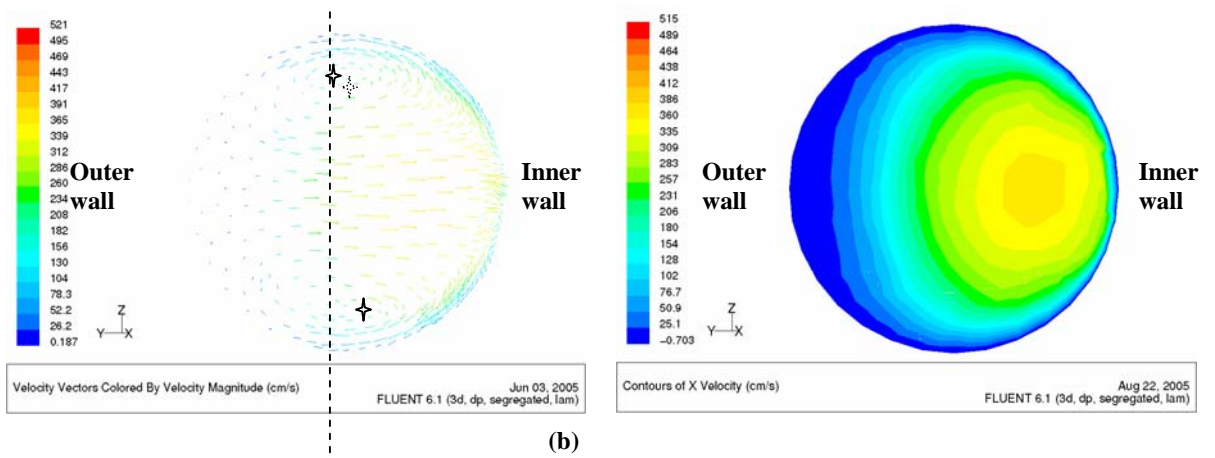 521
495
469
443
417
391
365
339
312
286
260
234
208
182
156
130
104
78.3
52.2
26.2
0.187
Outer
wall
Inner
wall
Z
Y
X
Velocity Vectors Colored By Velocity Magnitude (cm/s)
Jun 03, 2005
FLUENT 6.1 (3d, dp, segregated, lam)
515
489
464
438
412
386
360
335
309
283
257
231
206
180
154
128
102
76.7
50.9
25.1
−0.703
Outer
wall
Inner
wall
Z
Y
X
Contours of X Velocity (cm/s)
Aug 22, 2005
FLUENT 6.1 (3d, dp, segregated, lam)
(b)